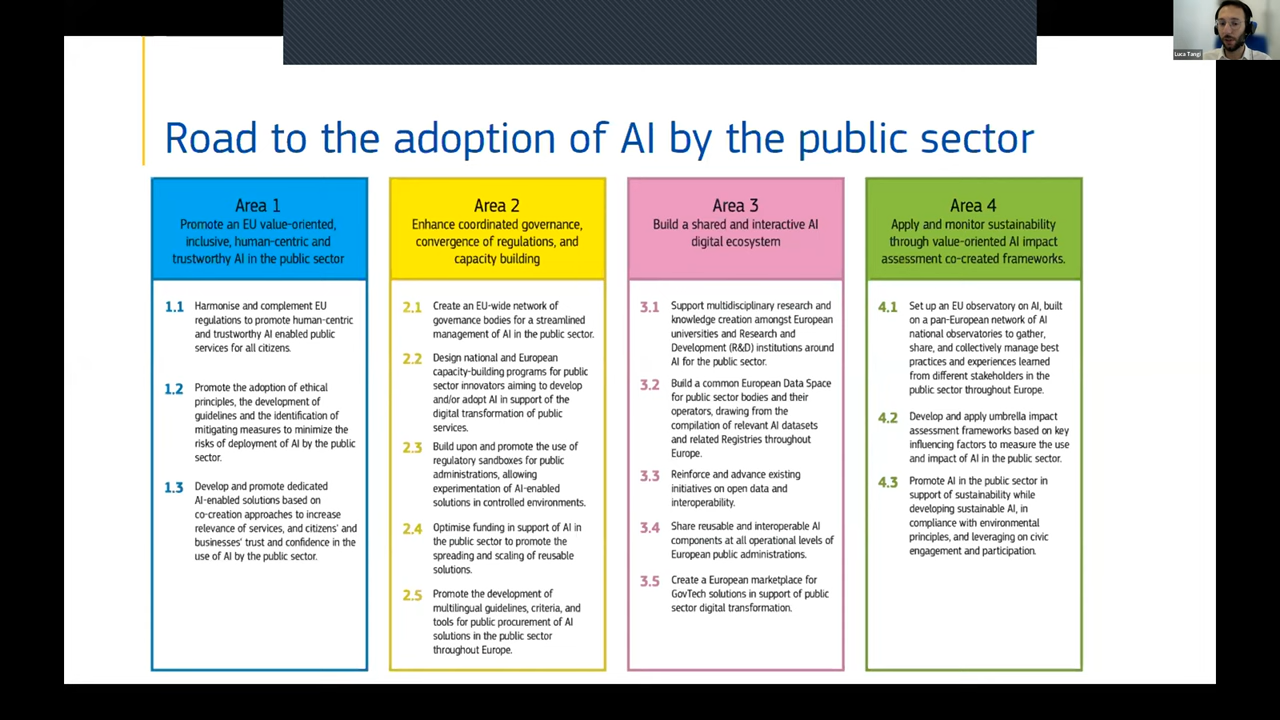 Luca Tangi
Road to the adoption of AI by the public sector
Area 1
Promote an EU value-oriented,
inclusive, human-centric and
trustworthy AI in the public sector
1.1 Harmonise and complement EU
regulations to promote human-centric
and trustworthy AI enabled public
services for all citizens.
1.2 Promote the adoption of ethical
principles, the development of
guidelines and the identification of
mitigating measures to minimize the
risks of deployment of AI by the public
sector.
1.3 Develop and promote dedicated
AI-enabled solutions based on
co-creation approaches to increase
relevance of services, and citizens' and
businesses' trust and confidence in the
use of AI by the public sector.
Area 2
Enhance coordinated governance,
convergence of regulations, and
capacity building
2.1 Create an EU-wide network of
governance bodies for a streamlined
management of AI in the public sector.
2.2 Design national and European
capacity-building programs for public
sector innovators aiming to develop
and/or adopt AI in support of the
digital transformation of public
services.
2.3 Build upon and promote the use of
regulatory sandboxes for public
administrations, allowing
experimentation of AI-enabled
solutions in controlled environments.
2.4 Optimise funding in support of AI in
the public sector to promote the
spreading and scaling of reusable
solutions.
2.5 Promote the development of
multilingual guidelines, criteria, and
tools for public procurement of AI
solutions in the public sector
throughout Europe.
Area 3
Build a shared and interactive AI
digital ecosystem
3.1 Support multidisciplinary research and
knowledge creation amongst European
universities and Research and
Development (R&D) institutions around
AI for the public sector.
3.2 Build a common European Data Space
for public sector bodies and their
operators, drawing from the
compilation of relevant AI datasets
and related Registries throughout
Europe.
3.3 Reinforce and advance existing
initiatives on open data and
interoperability.
3.4 Share reusable and interoperable AI
components at all operational levels of
European public administrations.
3.5 Create a European marketplace for
GovTech solutions in support of public
sector digital transformation.
Area 4
Apply and monitor sustainability
through value-oriented AI impact
assessment co-created frameworks.
4.1 Set up an EU observatory on AI, built
on a pan-European network of AI
national observatories to gather,
share, and collectively manage best
practices and experiences learned
from different stakeholders in the
public sector throughout Europe.
4.2 Develop and apply umbrella impact
assessment frameworks based on key
influencing factors to measure the use
and impact of AI in the public sector.
4.3 Promote AI in the public sector in
support of sustainability while
developing sustainable AI, in
compliance with environmental
principles, and leveraging on civic
engagement and participation.